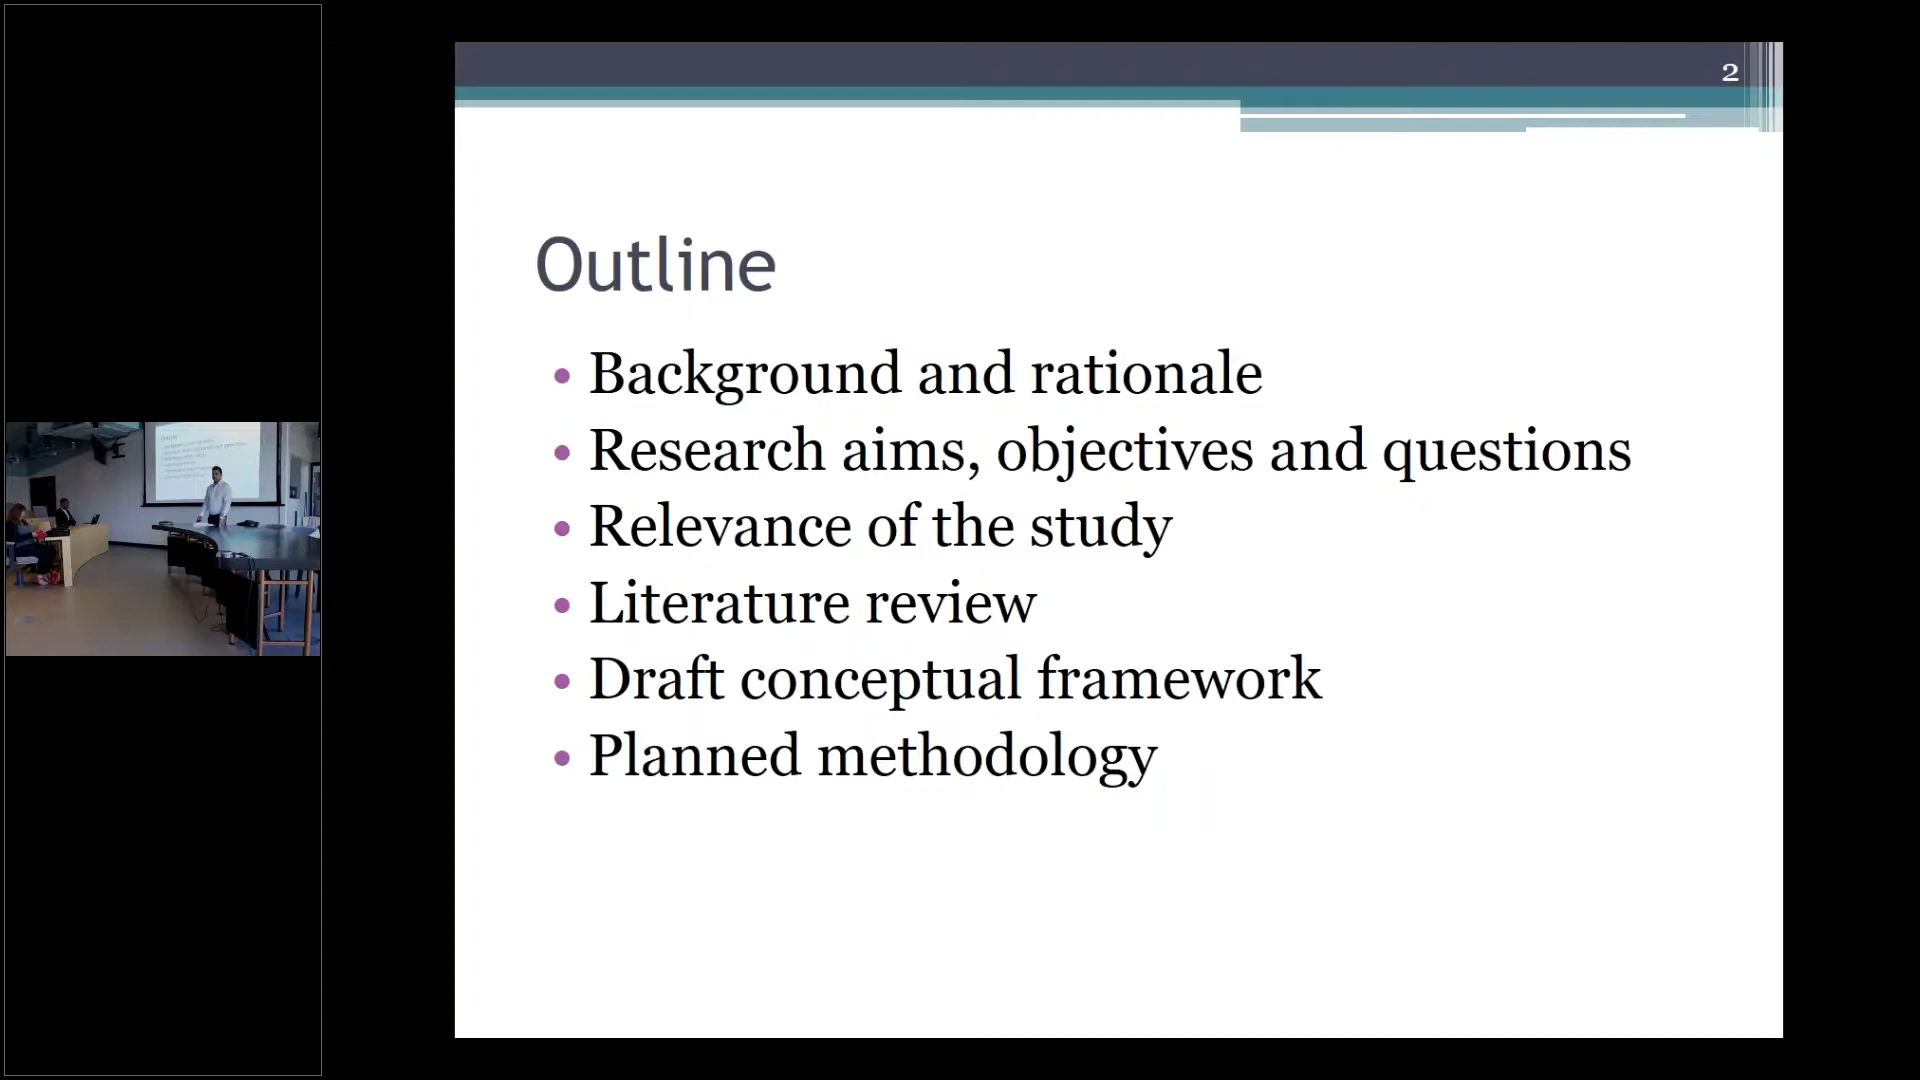 2
Outline
• Background and rationale
• Research aims, objectives and questions
• Relevance of the study
• Literature review
• Draft conceptual framework
• Planned methodology